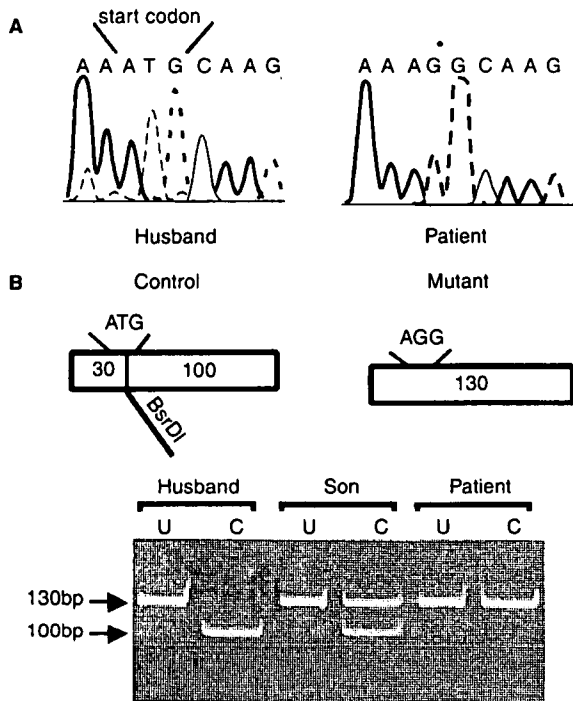 A
start codon
A A A T G C A A G
A A A G G C A A G
Husband
Patient
B
Control
Mutant
ATG
AGG
30
100
130
BsrDI
Husband
Son
Patient
U C U C U C
130bp
100bp